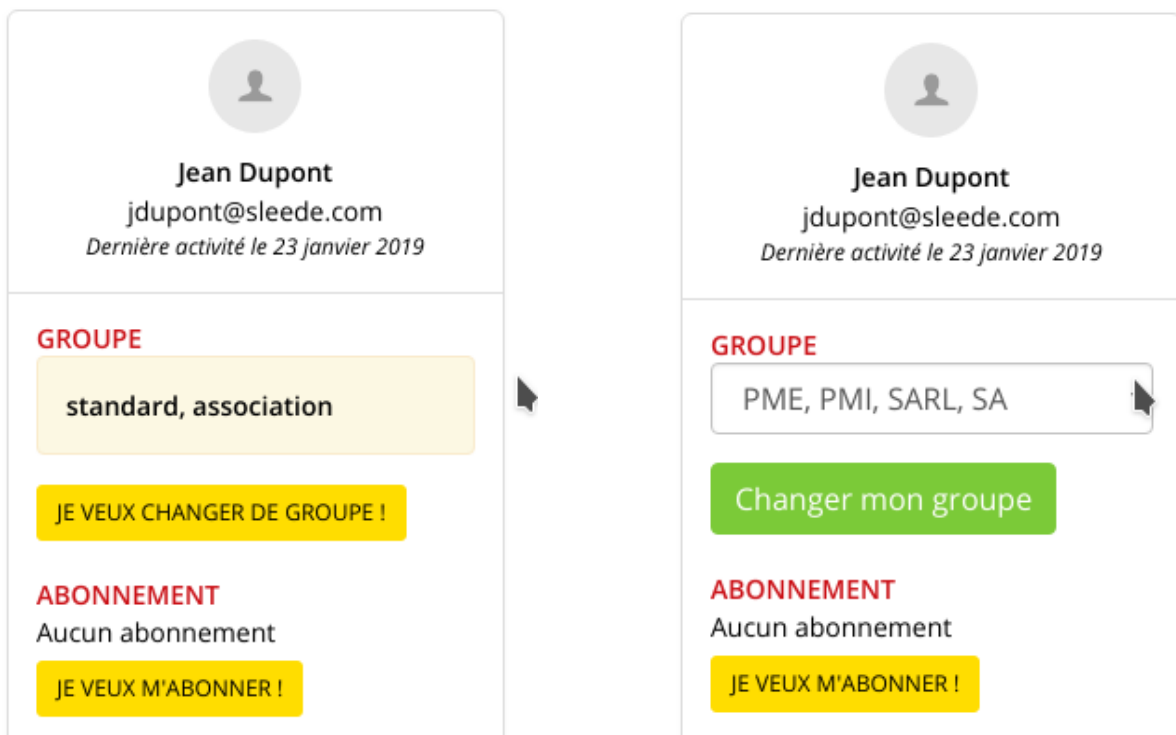 Jean Dupont
jdupont@sleede.com
Dernière activité le 23 janvier 2019
GROUPE
standard, association
JE VEUX CHANGER DE GROUPE !
ABONNEMENT
Aucun abonnement
JE VEUX M'ABONNER !
Jean Dupont
jdupont@sleede.com
Dernière activité le 23 janvier 2019
GROUPE
PME, PMI, SARL, SA
Changer mon groupe
ABONNEMENT
Aucun abonnement
JE VEUX M'ABONNER !